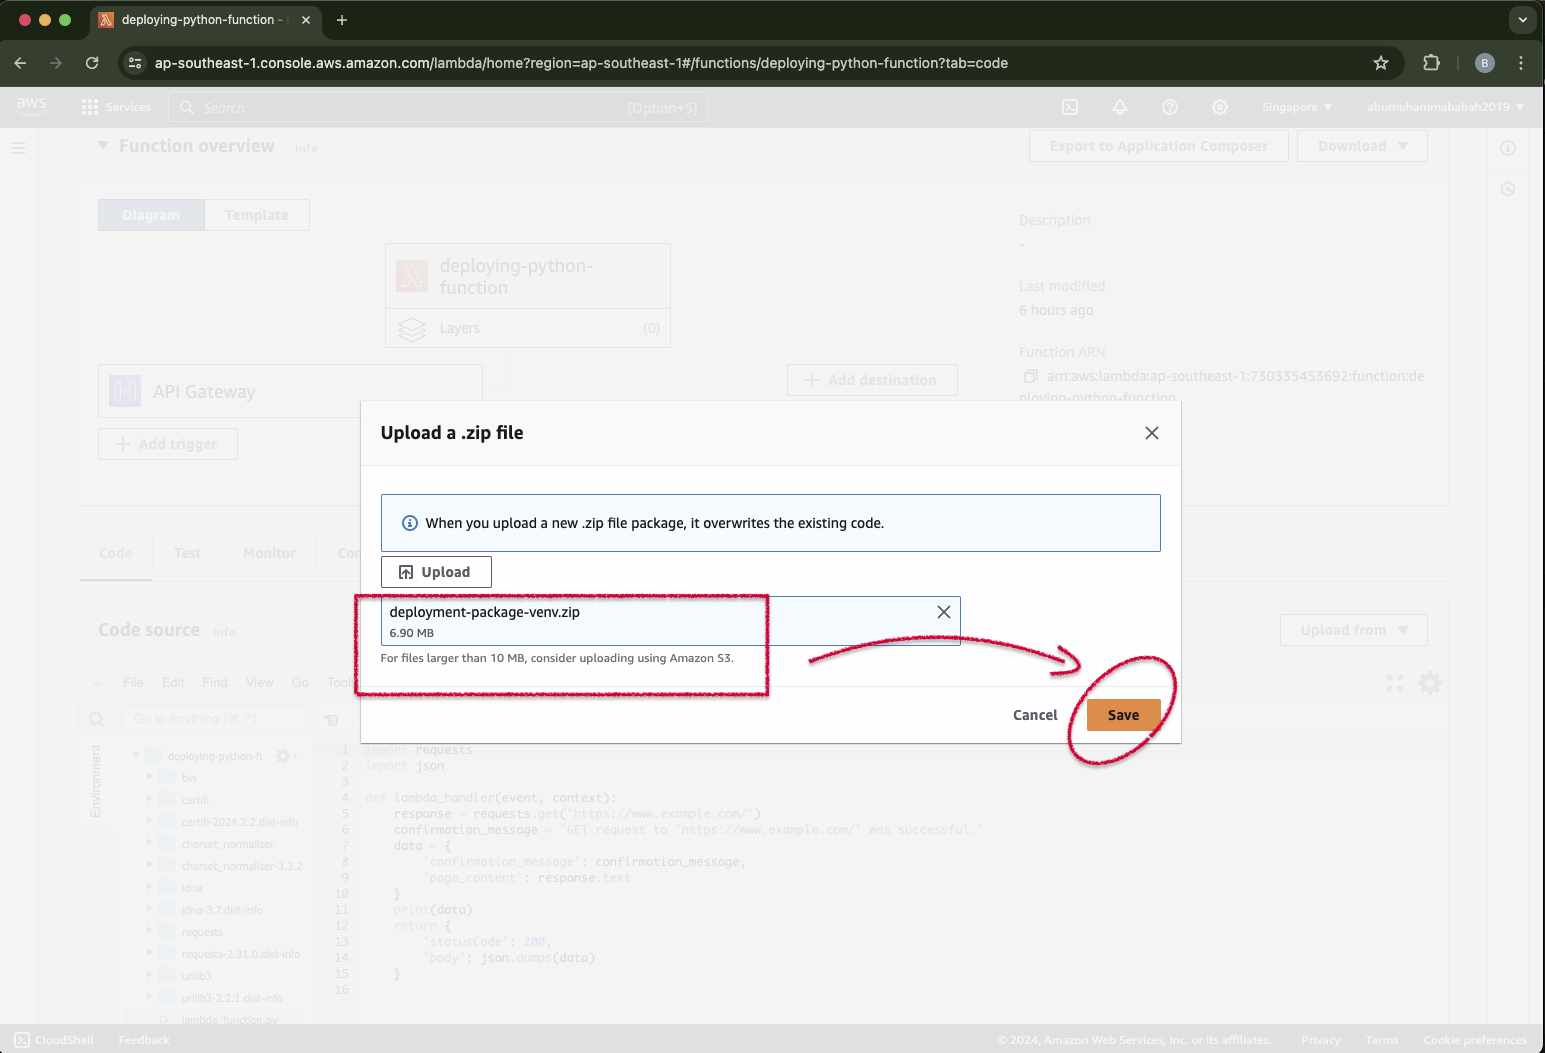 deploying-python-function -
ap-southeast-1.console.aws.amazon.com/lambda/home?region=ap-southeast-1#/functions/deploying-python-function?tab=code
B
aws
Services
Search
[Option+S]
Singapore
abumuhammababah2019
Function overview
Info
Export to Application Composer
Download
Diagram
Template
deploying-python-
function
Layers
(0)
API Gateway
Add trigger
Add destination
Description
-
Last modified
6 hours ago
Function ARN
arn:aws:lambda:ap-southeast-1:730335453692:function:de
ploying-python-function
Upload a .zip file
When you upload a new .zip file package, it overwrites the existing code.
Upload
deployment-package-venv.zip
6.90 MB
For files larger than 10 MB, consider uploading using Amazon S3.
Cancel
Save
Code
Test
Monitor
Con
Code source
Info
Upload from
File Edit Find View Go Tools
Go to Anything (⌘ P)
Environment
deploying-python-fu
bin
certifi
certifi-2024.2.2.dist-info
charset_normalizer
charset_normalizer-3.3.2
idna
idna-3.7.dist-info
requests
requests-2.31.0.dist-info
urllib3
urllib3-2.2.1.dist-info
lambda_function.py
1 import requests
2 import json
3
4 def lambda_handler(event, context):
5 response = requests.get("https://www.example.com/")
6 confirmation_message = "GET request to 'https://www.example.com/' was successful."
7 data = {
8 'confirmation_message': confirmation_message,
9 'page_content': response.text
10 }
11 print(data)
12 return {
13 'statusCode': 200,
14 'body': json.dumps(data)
15 }
16
CloudShell
Feedback
© 2024, Amazon Web Services, Inc. or its affiliates.
Privacy
Terms
Cookie preferences